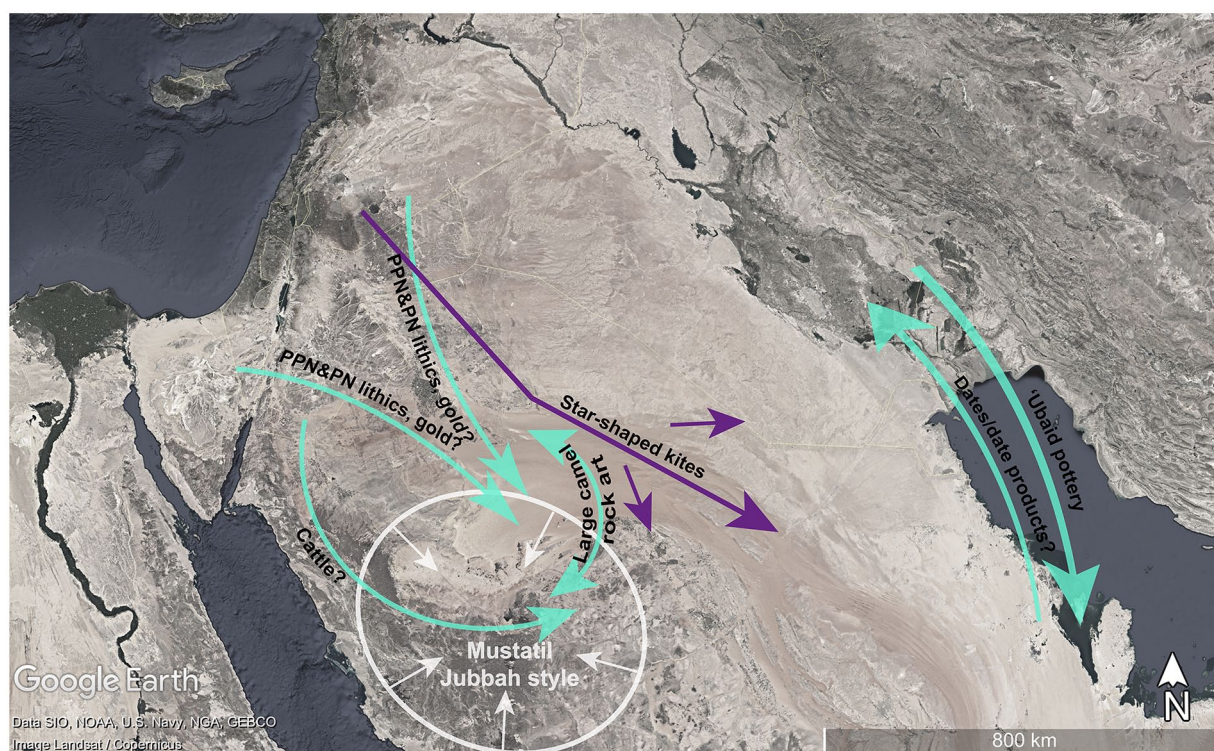 PPN&PN lithics, gold?
PPN&PN lithics, gold?
Star-shaped kites
Large camel
rock art
Cattle?
Mustatil
Jubbah style
'Ubaid pottery
Dates/date products?
Google Earth
Data SIO, NOAA, U.S. Navy, NGA, GEBCO
Image Landsat / Copernicus
N
800 km